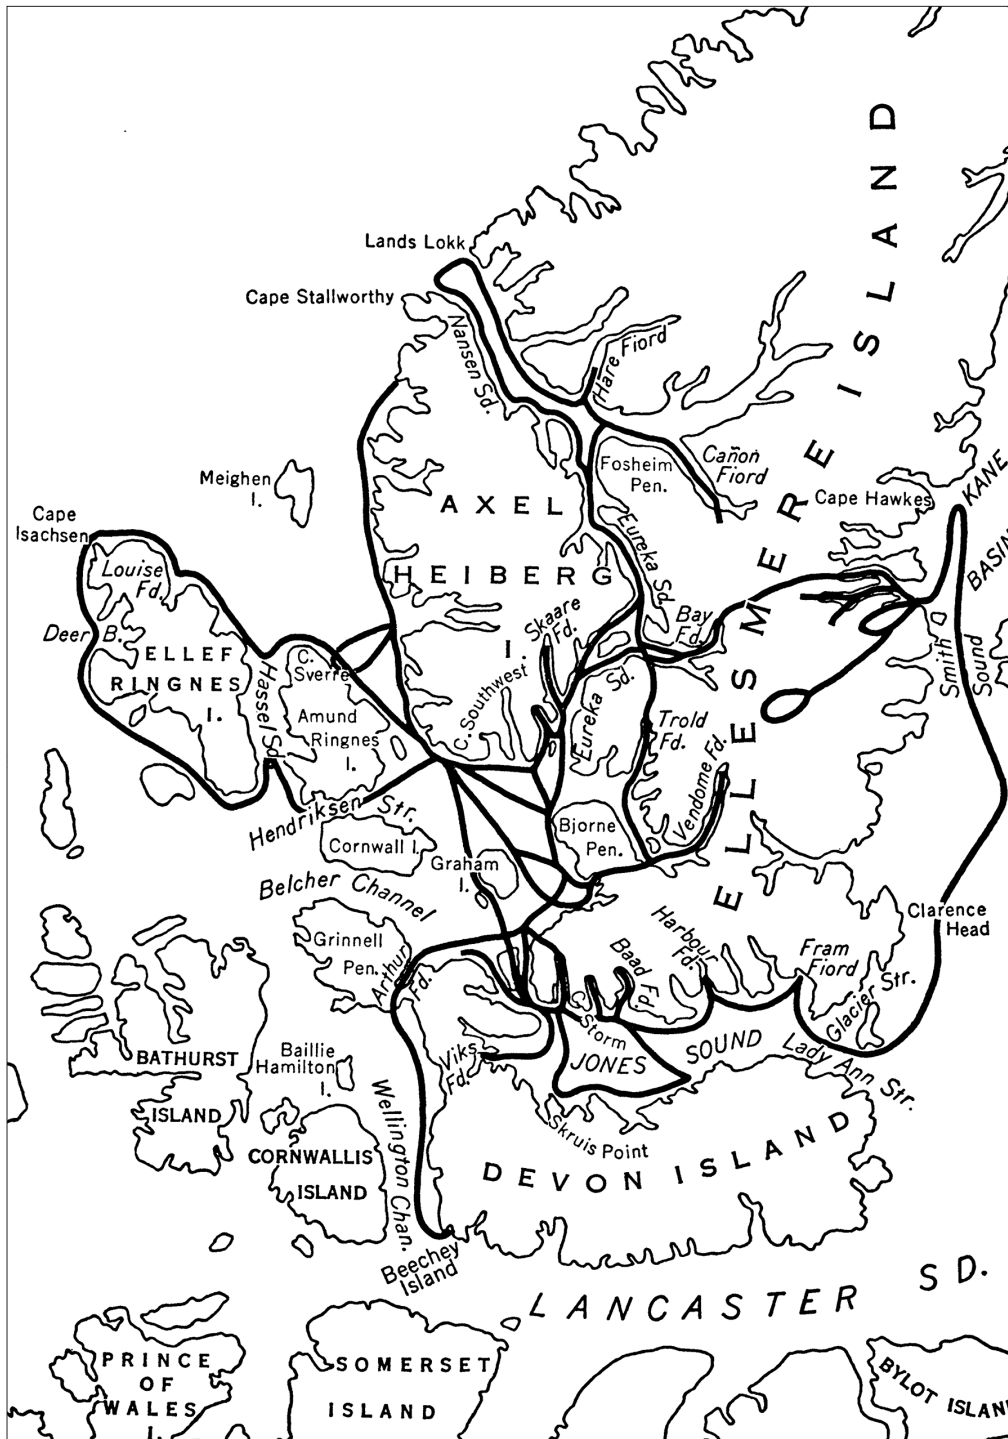 ELLESMERE ISLAND
Lands Lokk
Cape Stallworthy
Nansen Sd.
Hare Fiord
Cañon
Fiord
Fosheim
Pen.
Meighen
I.
AXEL
HEIBERG
I.
Cape Hawkes
KANE
BASIN
Cape
Isachsen
Louise
Fd.
Deer B.
ELLEF
RINGNES
I.
Hassel Sd.
C.
Sverre
Amund
Ringnes
I.
Eureka Sd.
Skaare
Fd.
Bay
Fd.
C. Southwest
Eureka Sd.
Trold
Fd.
Vendome Fd.
Smith Sound
Hendriksen Str.
Cornwall I.
Graham
I.
Bjorne
Pen.
Belcher Channel
Grinnell
Pen.
Arthur
Fd.
Harbour
Fd.
Baad Fd.
Fram
Fiord
Clarence
Head
Glacier Str.
C. Storm
JONES SOUND
Lady Ann Str.
Viks
Fd.
Skruis Point
DEVON ISLAND
BATHURST
ISLAND
Baillie
Hamilton
I.
CORNWALLIS
ISLAND
Wellington Chan.
Beechey
Island
LANCASTER SD.
PRINCE
OF
WALES
I.
SOMERSET
ISLAND
BYLOT ISLAN